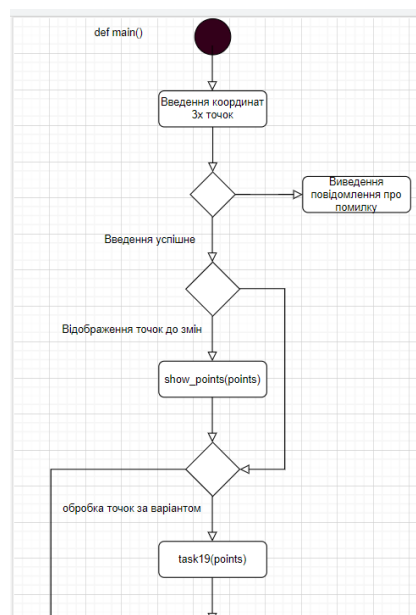 def main()
Введення координат
3х точок
Виведення
повідомлення про
помилку
Введення успішне
Відображення точок до змін
show_points(points)
обробка точок за варіантом
task19(points)